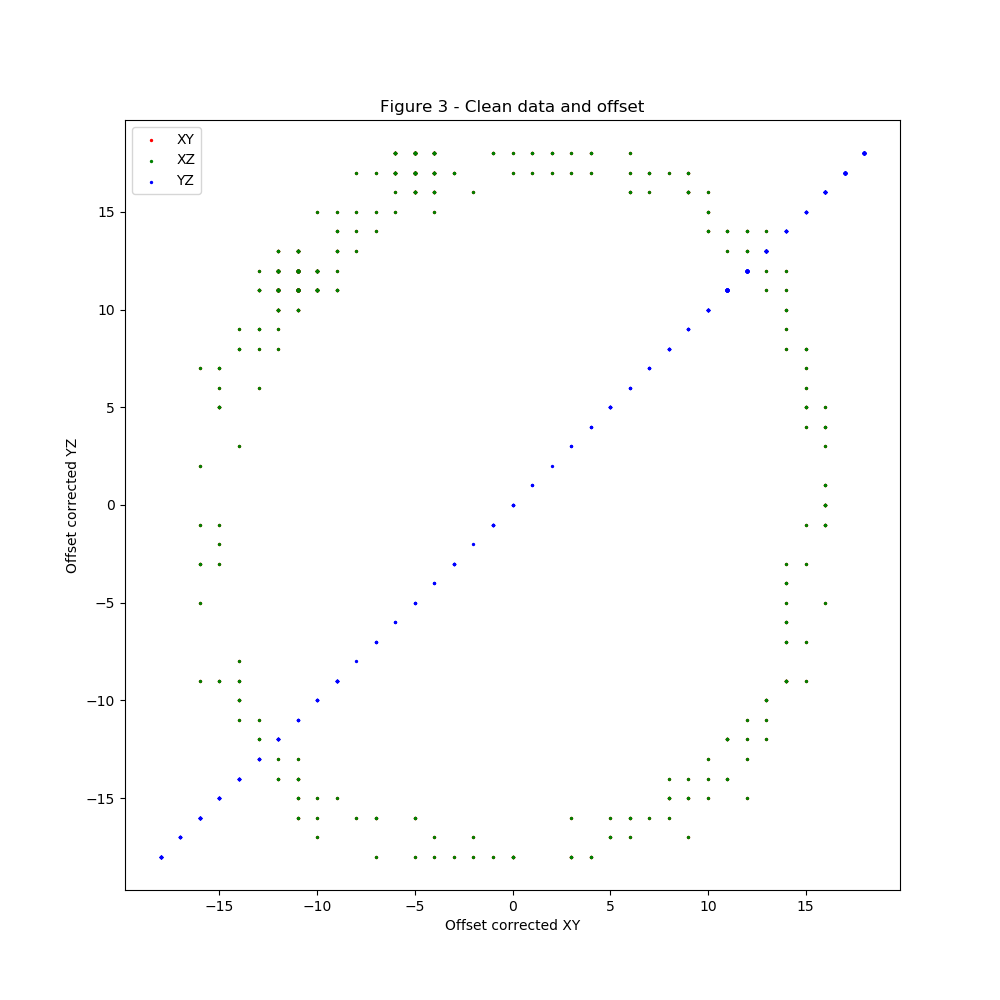 Figure 3 - Clean data and offset
XY
XZ
YZ
15
10
5
0
−5
−10
−15
Offset corrected YZ
−15 −10 −5 0 5 10 15
Offset corrected XY